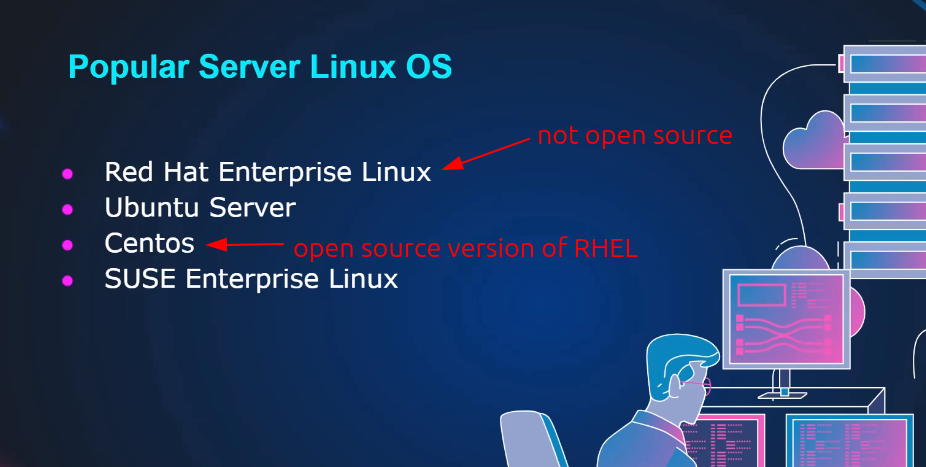 Popular Server Linux OS
not open source
Red Hat Enterprise Linux
Ubuntu Server
Centos
open source version of RHEL
SUSE Enterprise Linux